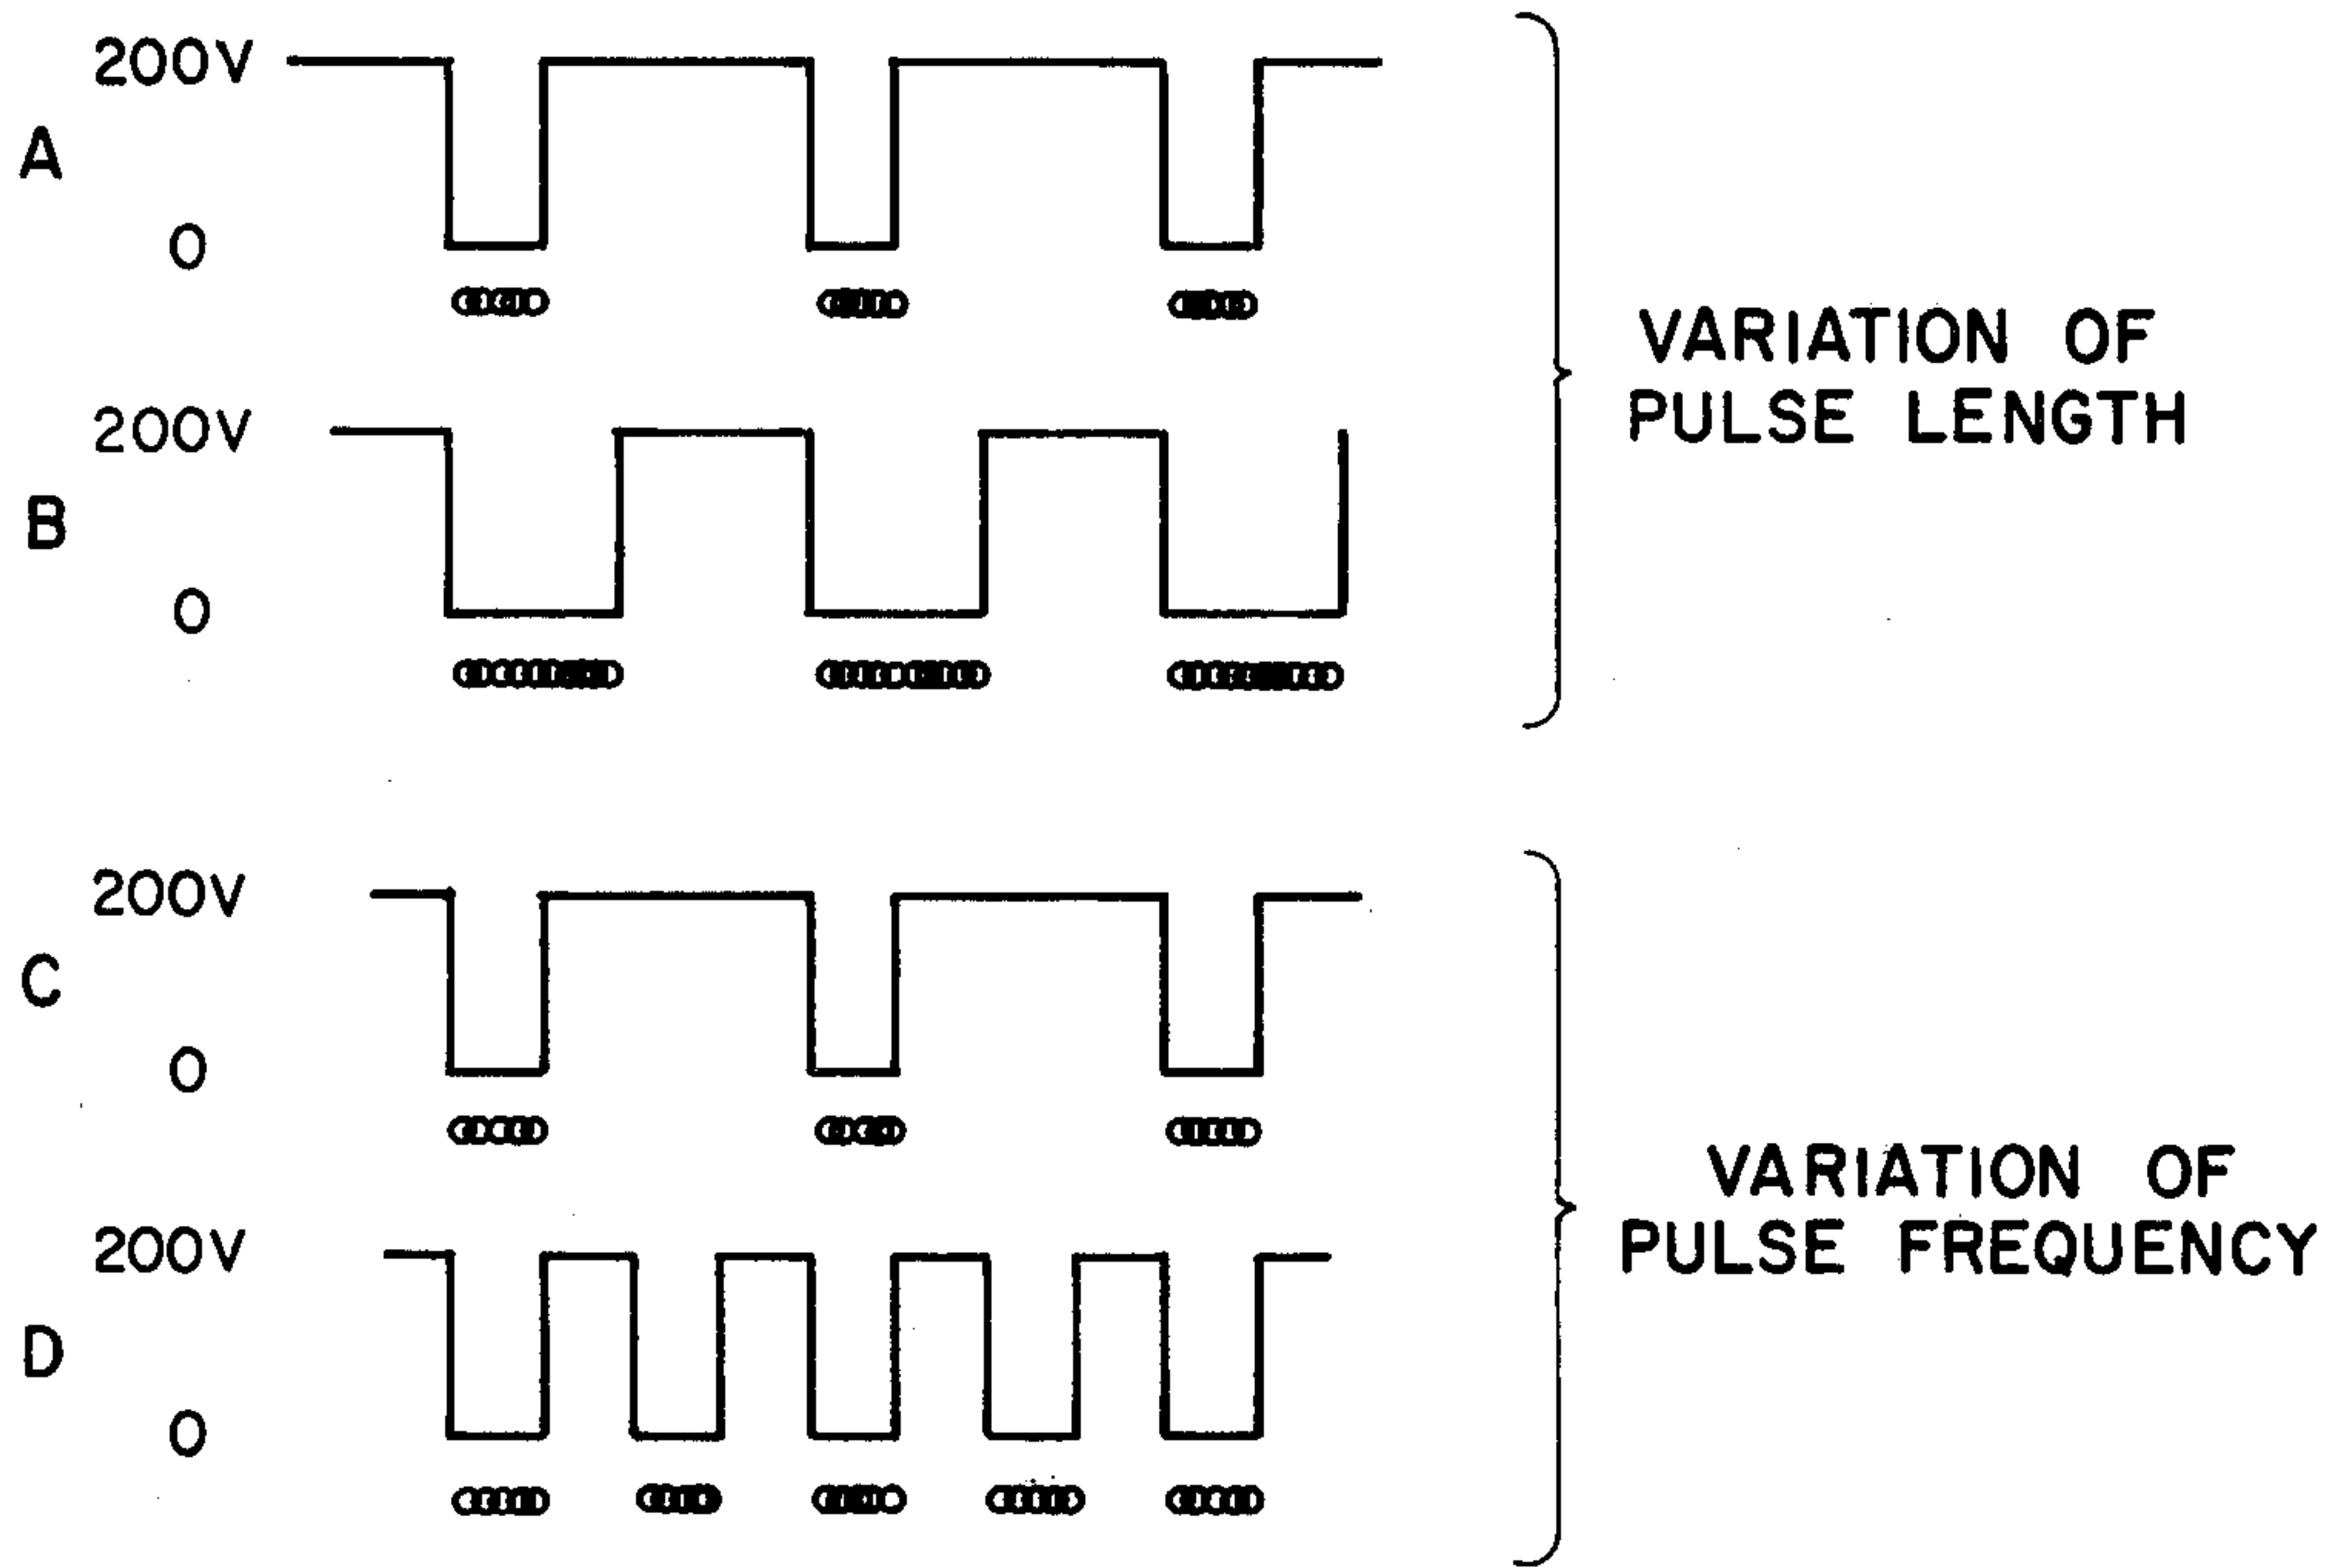 200V
A
0
200V
B
0
VARIATION OF
PULSE LENGTH
200V
C
0
200V
D
0
VARIATION OF
PULSE FREQUENCY